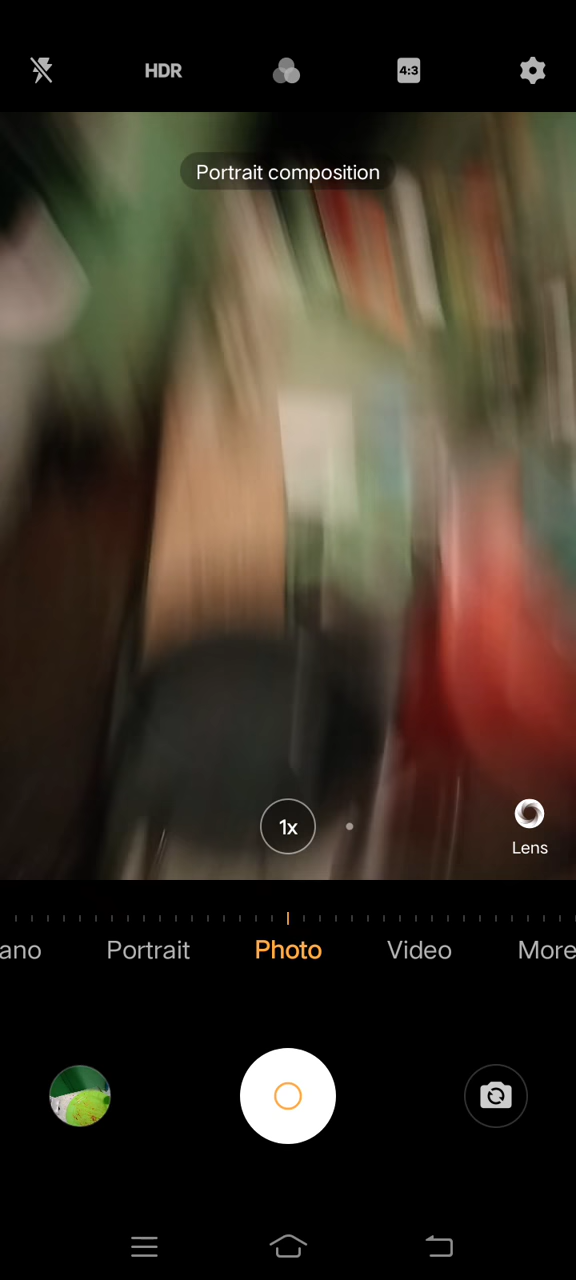 HDR
4:3
Portrait composition
1x
Lens
ano
Portrait
Photo
Video
More